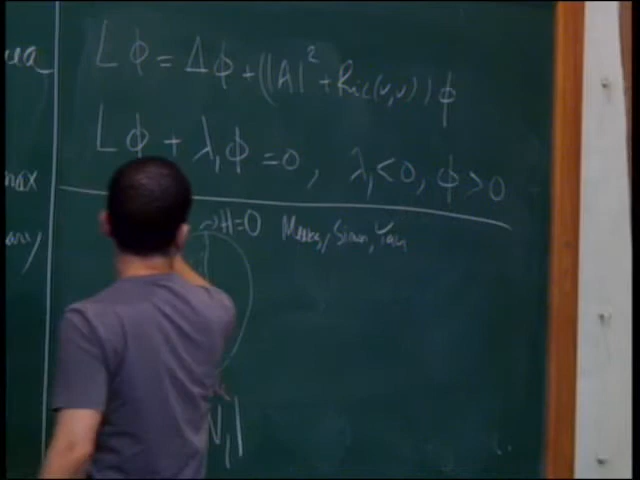 Lϕ = Δϕ + (|A|² + Ric(ν,ν))ϕ
Lϕ + λ₁ϕ = 0, λ₁<0, ϕ>0
H=0 Meeks, Simon, Yau